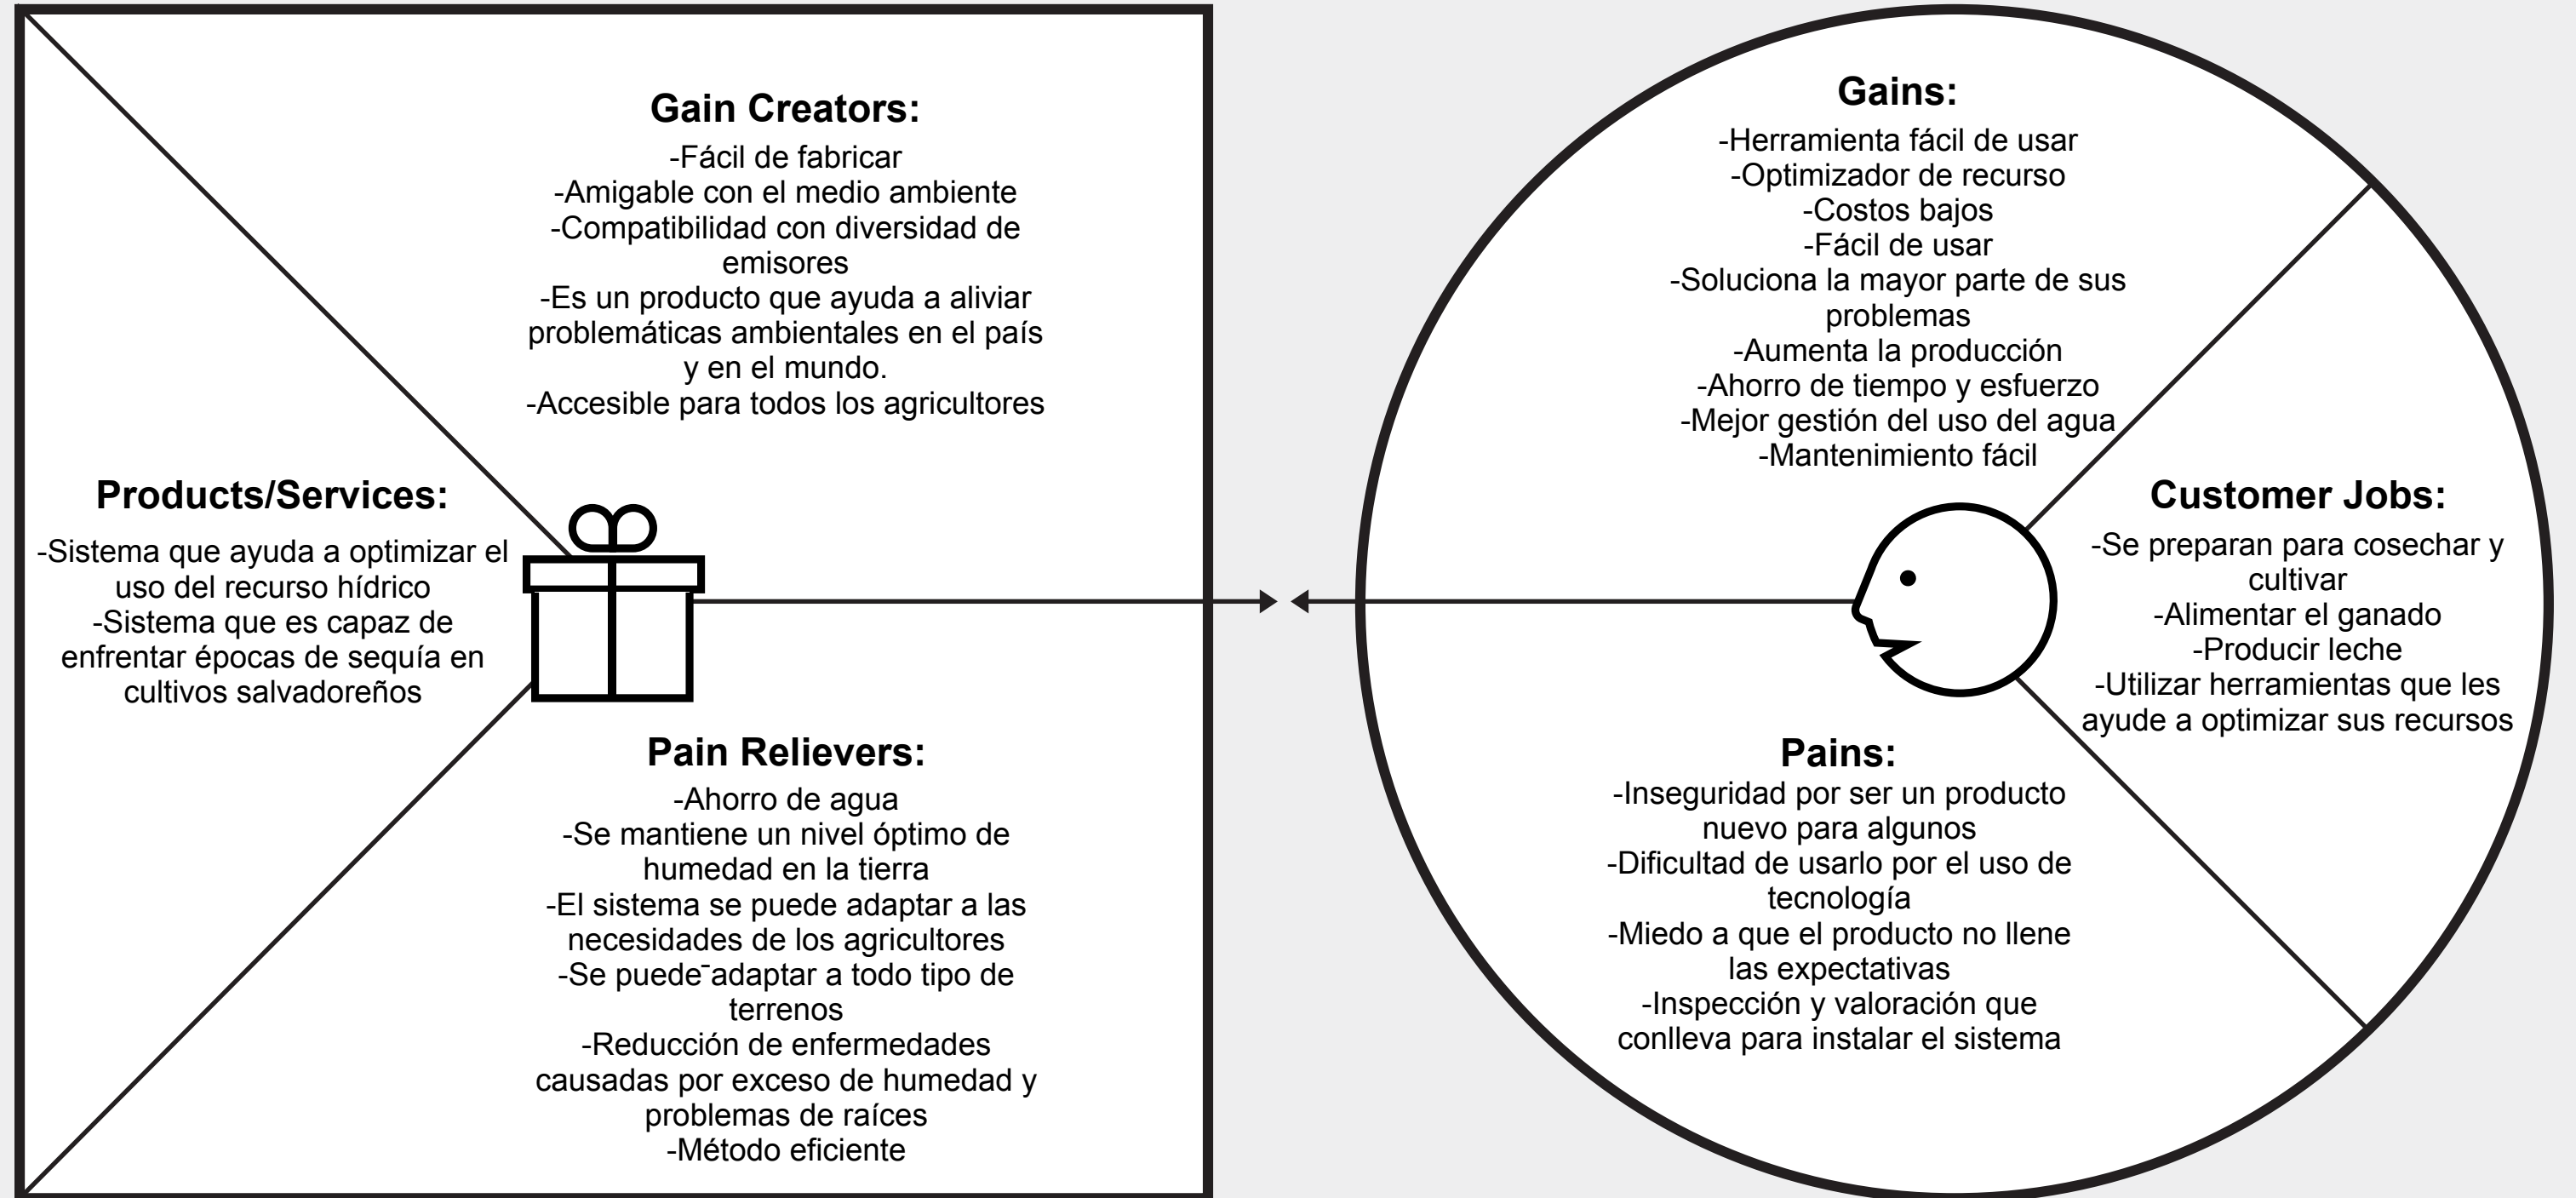 Gain Creators:
-Fácil de fabricar
-Amigable con el medio ambiente
-Compatibilidad con diversidad de
emisores
-Es un producto que ayuda a aliviar
problemáticas ambientales en el país
y en el mundo.
-Accesible para todos los agricultores
Products/Services:
-Sistema que ayuda a optimizar el
uso del recurso hídrico
-Sistema que es capaz de
enfrentar épocas de sequía en
cultivos salvadoreños
Pain Relievers:
-Ahorro de agua
-Se mantiene un nivel óptimo de
humedad en la tierra
-El sistema se puede adaptar a las
necesidades de los agricultores
-
-Se puede adaptar a todo tipo de
terrenos
-Reducción de enfermedades
causadas por exceso de humedad y
problemas de raíces
-Método eficiente
Gains:
-Herramienta fácil de usar
-Optimizador de recurso
-Costos bajos
-Fácil de usar
-Soluciona la mayor parte de sus
problemas
-Aumenta la producción
-Ahorro de tiempo y esfuerzo
-Mejor gestión del uso del agua
-Mantenimiento fácil
Customer Jobs:
-Se preparan para cosechar y
cultivar
-Alimentar el ganado
-Producir leche
-Utilizar herramientas que les
ayude a optimizar sus recursos
Pains:
-Inseguridad por ser un producto
nuevo para algunos
-Dificultad de usarlo por el uso de
tecnología
-Miedo a que el producto no llene
las expectativas
-Inspección y valoración que
conlleva para instalar el sistema